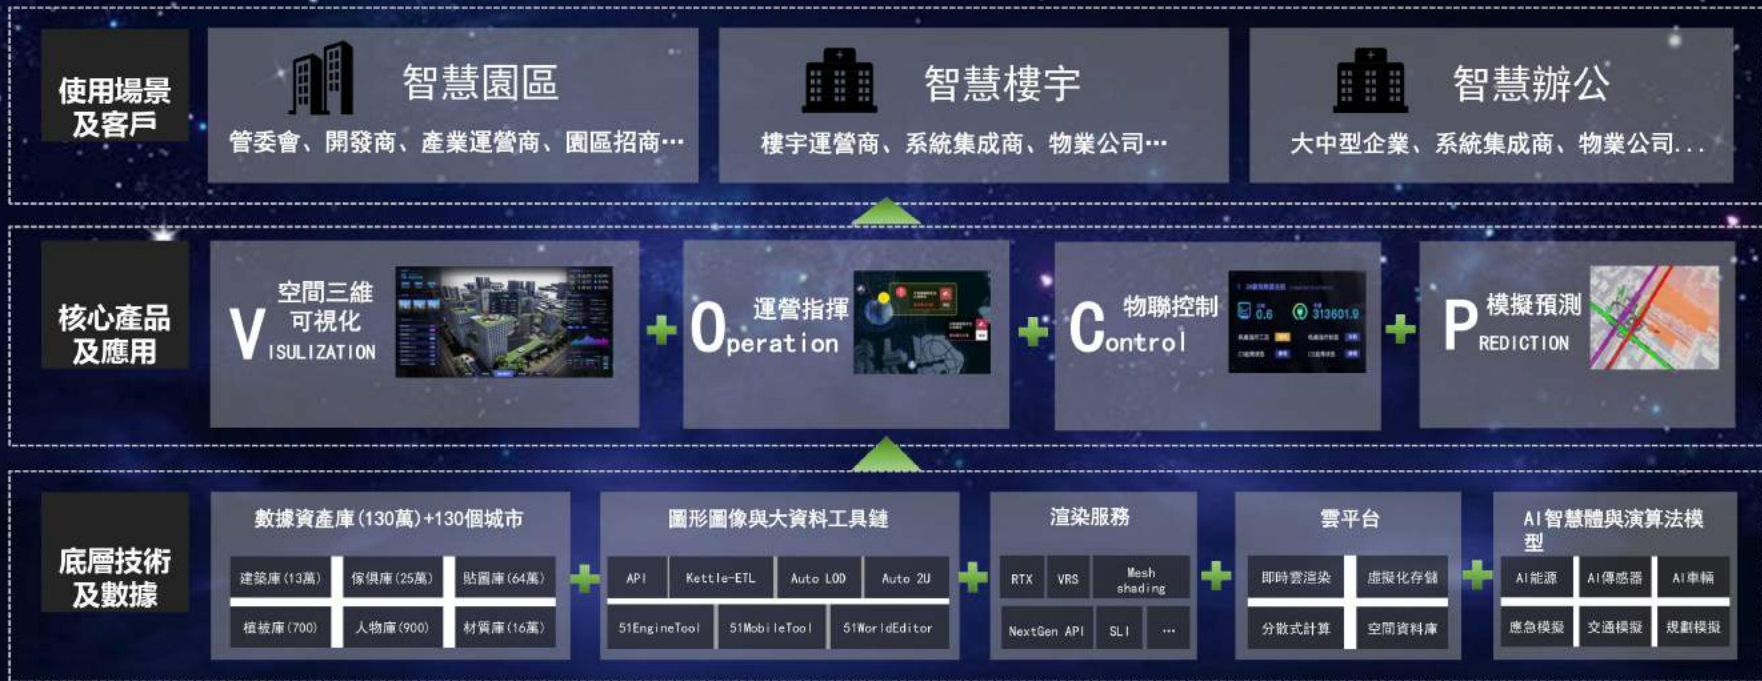 使用場景
及客戶
智慧園區
管委會、開發商、產業運營商、園區招商…
智慧樓宇
樓宇運營商、系統集成商、物業公司…
智慧辦公
大中型企業、系統集成商、物業公司...
核心產品
及應用
空間三維
可視化
VISULIZATION
運營指揮
Operation
物聯控制
Control
0.6
313601.9
模擬預測
PREDICTION
底層技術
及數據
數據資產庫(130萬)+130個城市
建築庫(13萬)
傢俱庫(25萬)
貼圖庫(64萬)
植被庫(700)
人物庫(900)
材質庫(16萬)
圖形圖像與大資料工具鏈
API
Kettle-ETL
Auto LOD
Auto 2U
51EngineTool
51MobileTool
51WorldEditor
渲染服務
RTX
VRS
Mesh
shading
NextGen API
SLI
…
雲平台
即時雲渲染
虛擬化存儲
分散式計算
空間資料庫
AI智慧體與演算法模
型
AI能源
AI傳感器
AI車輛
應急模擬
交通模擬
規劃模擬